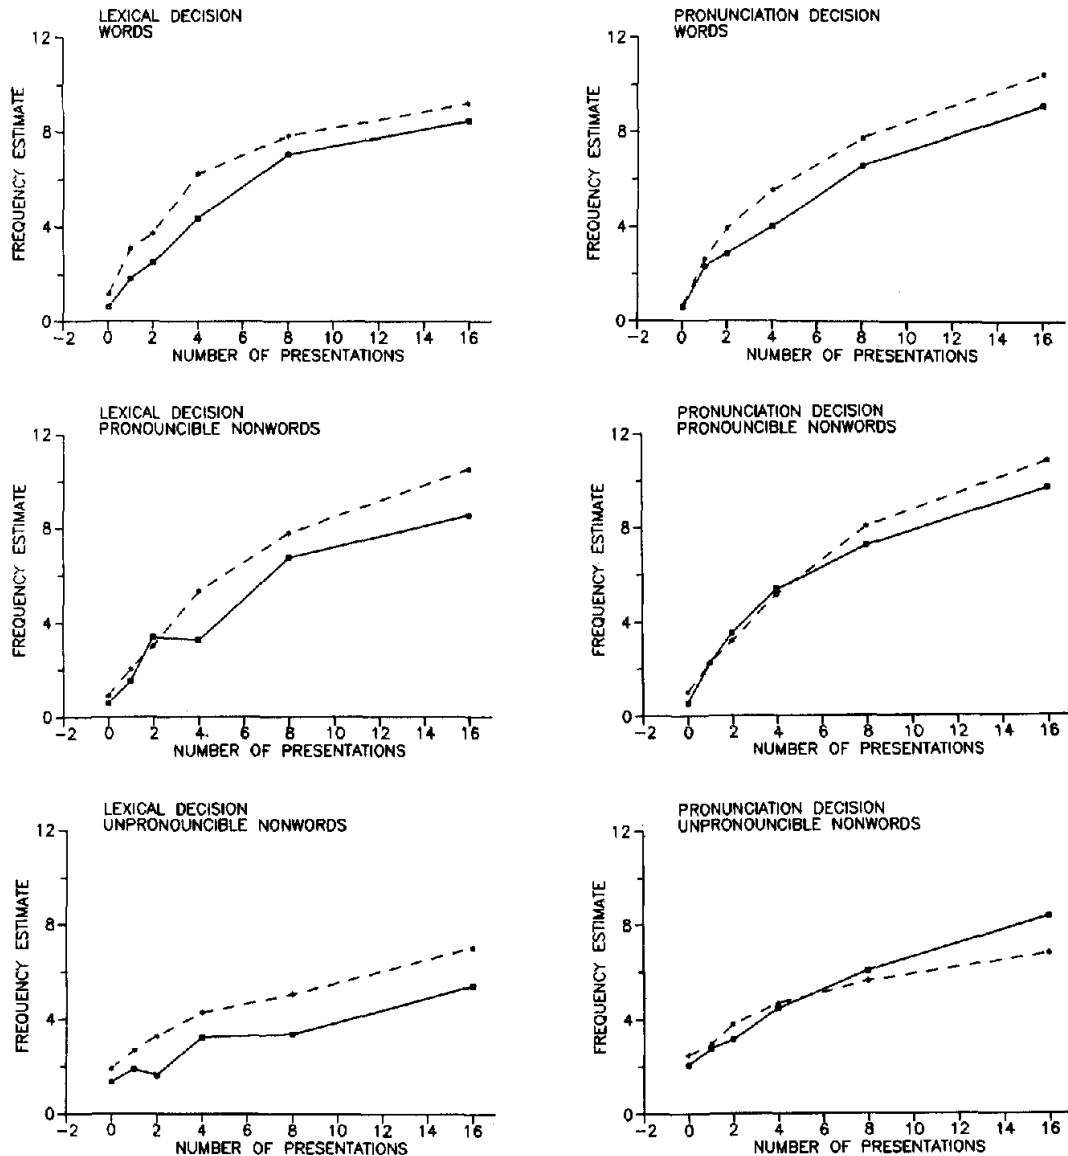 LEXICAL DECISION
WORDS
12
8
4
0
FREQUENCY ESTIMATE
-2 0 2 4 6 8 10 12 14 16
NUMBER OF PRESENTATIONS
PRONUNCIATION DECISION
WORDS
12
8
4
0
FREQUENCY ESTIMATE
-2 0 2 4 6 8 10 12 14 16
NUMBER OF PRESENTATIONS
LEXICAL DECISION
PRONOUNCIBLE NONWORDS
12
8
4
0
FREQUENCY ESTIMATE
-2 0 2 4 6 8 10 12 14 16
NUMBER OF PRESENTATIONS
PRONUNCIATION DECISION
PRONOUNCIBLE NONWORDS
12
8
4
0
FREQUENCY ESTIMATE
-2 0 2 4 6 8 10 12 14 16
NUMBER OF PRESENTATIONS
LEXICAL DECISION
UNPRONOUNCIBLE NONWORDS
12
8
4
0
FREQUENCY ESTIMATE
-2 0 2 4 6 8 10 12 14 16
NUMBER OF PRESENTATIONS
PRONUNCIATION DECISION
UNPRONOUNCIBLE NONWORDS
12
8
4
0
FREQUENCY ESTIMATE
-2 0 2 4 6 8 10 12 14 16
NUMBER OF PRESENTATIONS